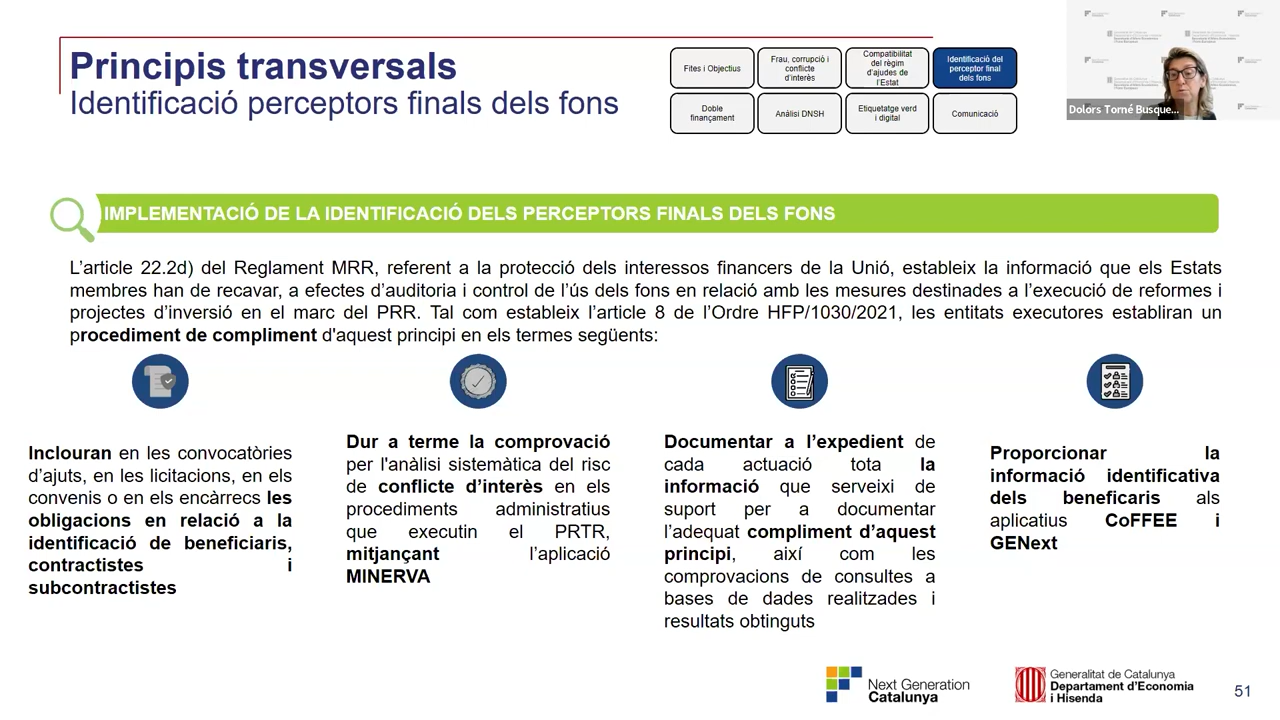 Principis transversals
Identificació perceptors finals dels fons
Fites i Objectius
Frau, corrupció i
conflicte
d'interès
Compatibilitat
del règim
d'ajudes de
l'Estat
Identificació del
perceptor final
dels fons
Doble
finançament
Anàlisi DNSH
Etiquetatge verd
i digital
Comunicació
Dolors Torné Busque...
IMPLEMENTACIÓ DE LA IDENTIFICACIÓ DELS PERCEPTORS FINALS DELS FONS
L’article 22.2d) del Reglament MRR, referent a la protecció dels interessos financers de la Unió, estableix la informació que els Estats
membres han de recavar, a efectes d’auditoria i control de l’ús dels fons en relació amb les mesures destinades a l’execució de reformes i
projectes d’inversió en el marc del PRR. Tal com estableix l’article 8 de l’Ordre HFP/1030/2021, les entitats executores establiran un
procediment de compliment d'aquest principi en els termes següents:
Inclouran en les convocatòries
d’ajuts, en les licitacions, en els
convenis o en els encàrrecs les
obligacions en relació a la
identificació de beneficiaris,
contractistes i
subcontractistes
Dur a terme la comprovació
per l'anàlisi sistemàtica del risc
de conflicte d’interès en els
procediments administratius
que executin el PRTR,
mitjançant l’aplicació
MINERVA
Documentar a l’expedient de
cada actuació tota la
informació que serveixi de
suport per a documentar
l’adequat compliment d’aquest
principi, així com les
comprovacions de consultes a
bases de dades realitzades i
resultats obtinguts
Proporcionar la
informació identificativa
dels beneficaris als
aplicatius CoFFEE i
GENext
Next Generation
Catalunya
Generalitat de Catalunya
Departament d’Economia
i Hisenda
51